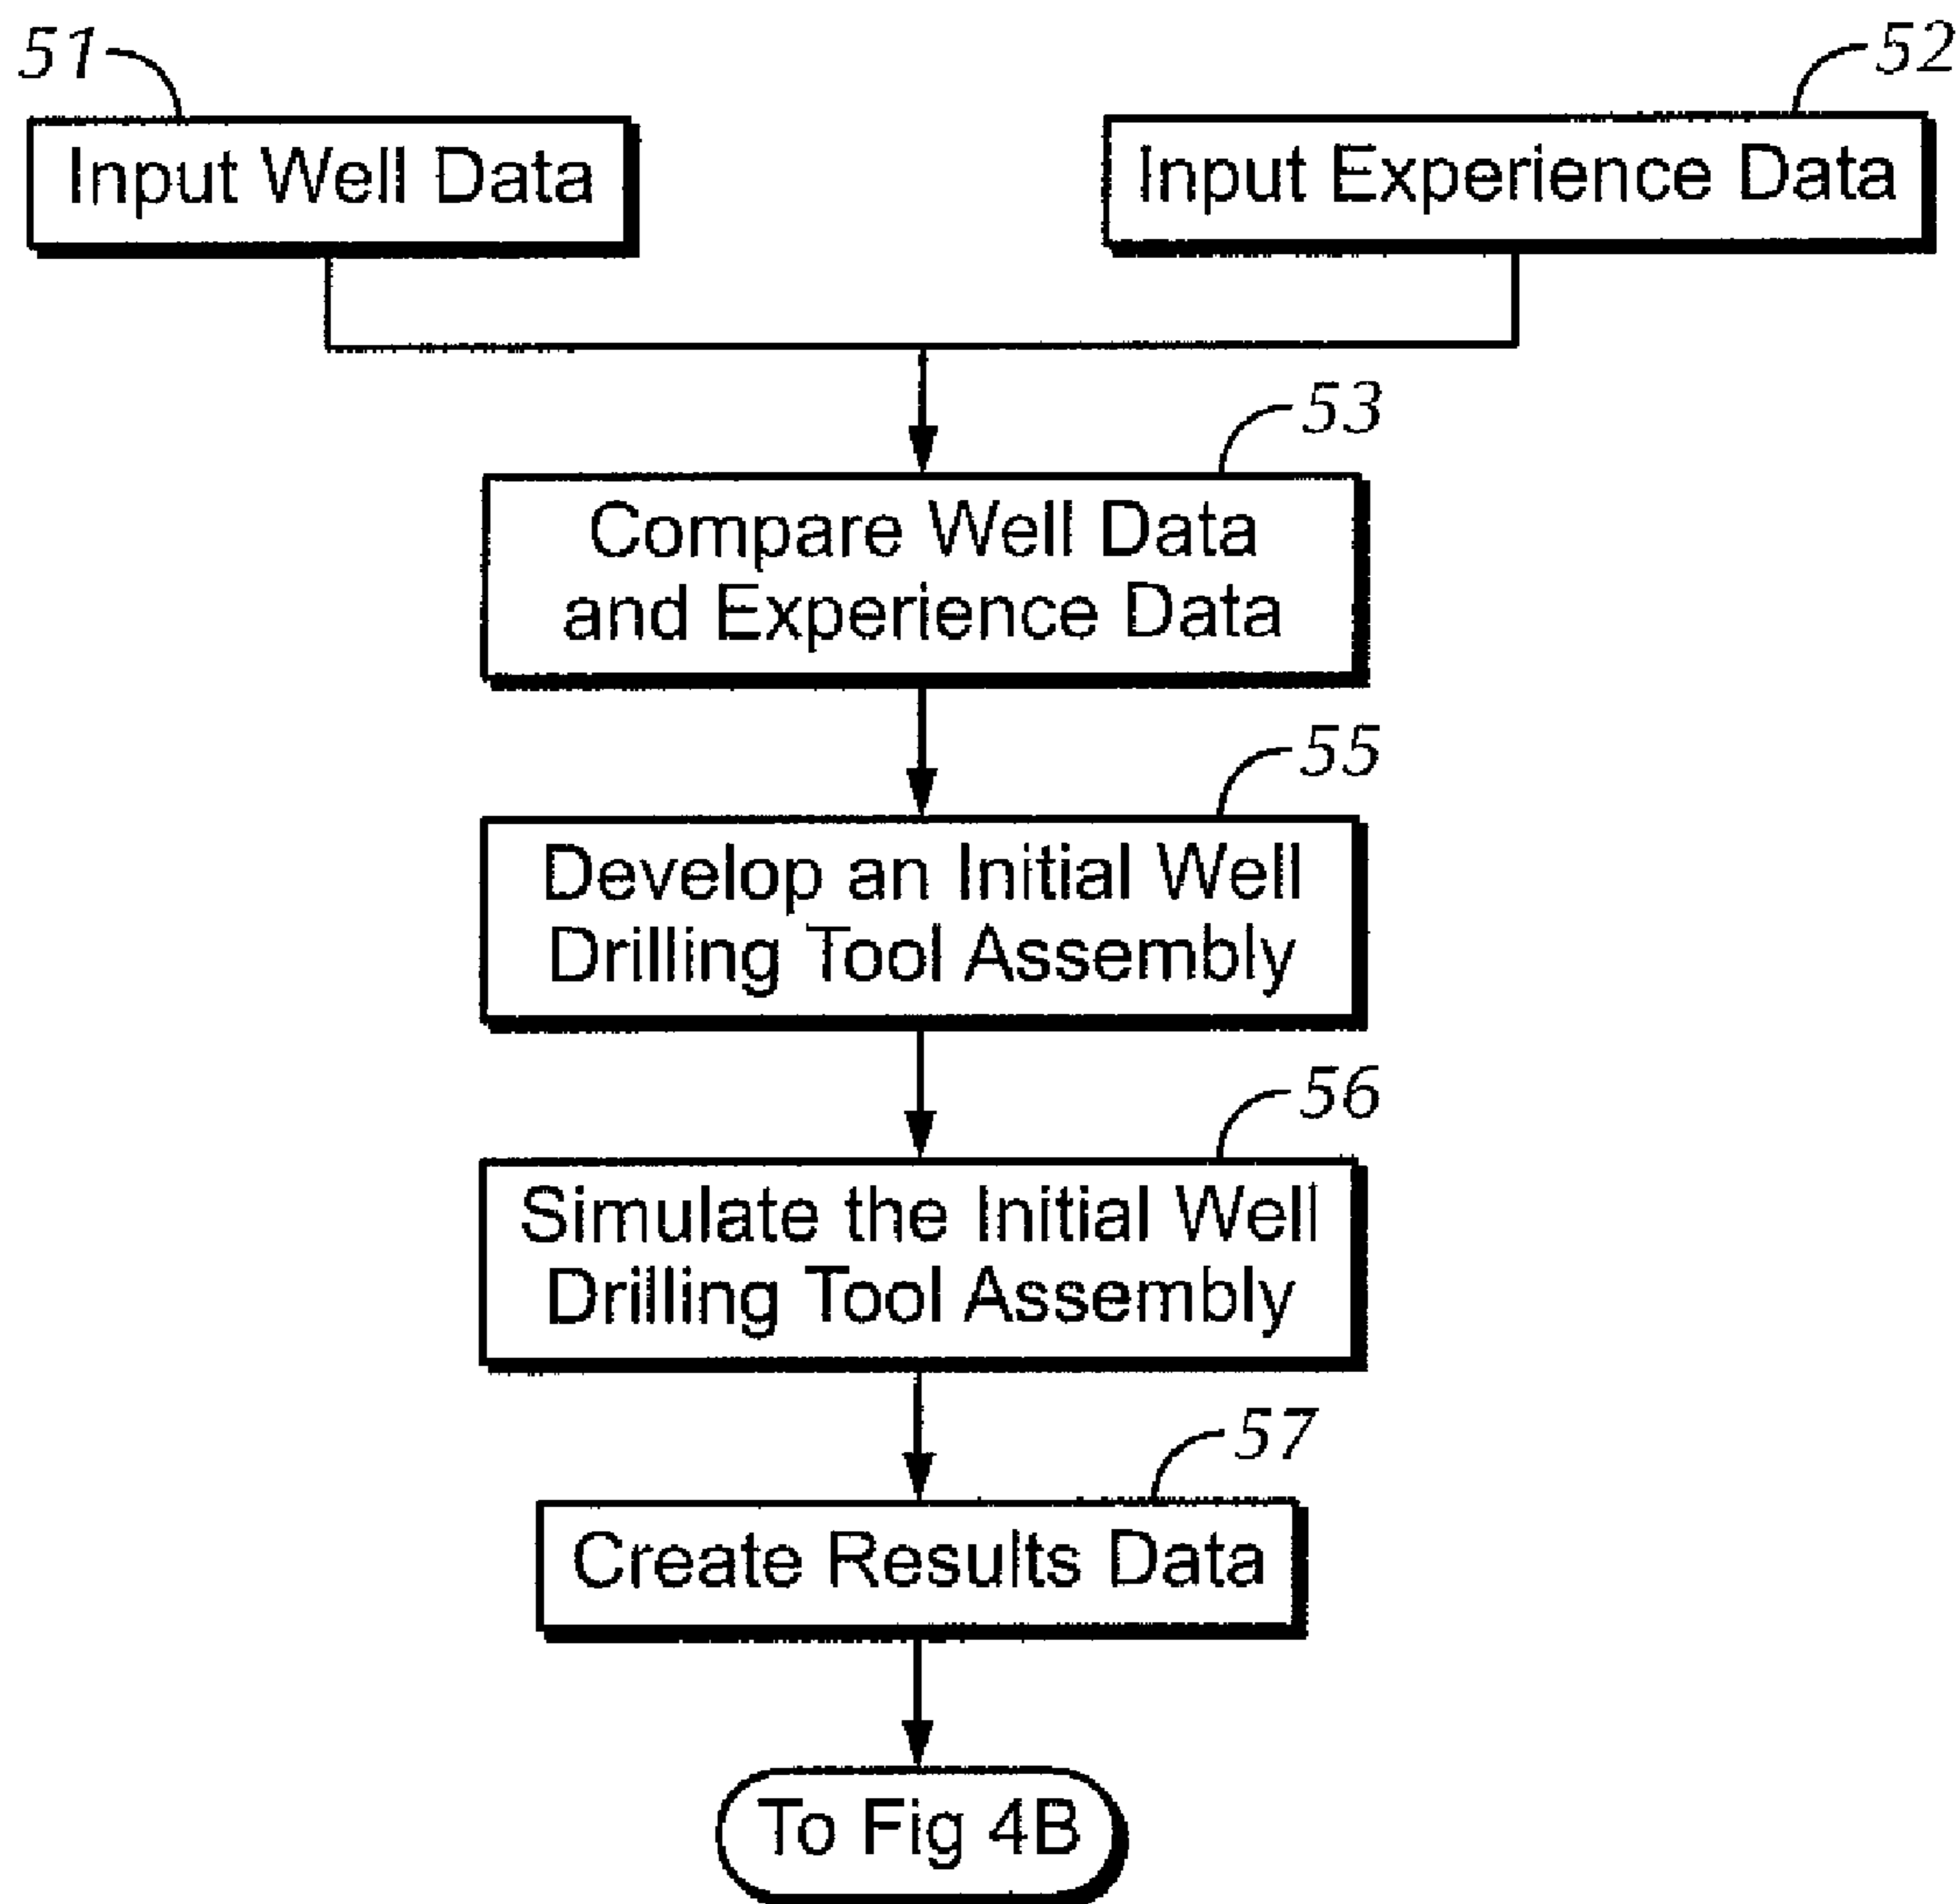 51
52
Input Well Data
Input Experience Data
53
Compare Well Data
and Experience Data
55
Develop an Initial Well
Drilling Tool Assembly
56
Simulate the Initial Well
Drilling Tool Assembly
57
Create Results Data
To Fig 4B